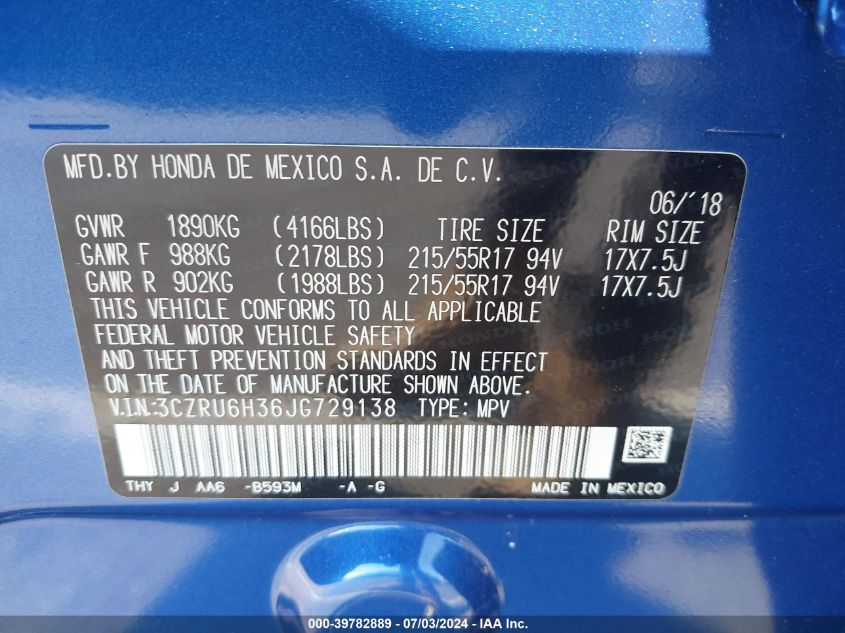 MFD.BY HONDA DE MEXICO S.A. DE C.V.
06/'18
GVWR 1890KG (4166LBS) TIRE SIZE RIM SIZE
GAWR F 988KG (2178LBS) 215/55R17 94V 17X7.5J
GAWR R 902KG (1988LBS) 215/55R17 94V 17X7.5J
THIS VEHICLE CONFORMS TO ALL APPLICABLE
FEDERAL MOTOR VEHICLE SAFETY
AND THEFT PREVENTION STANDARDS IN EFFECT
ON THE DATE OF MANUFACTURE SHOWN ABOVE.
V.I.N.:3CZRU6H36JG729138 TYPE: MPV
THY J AA6 -B593M -A -G MADE IN MEXICO
000-39782889 / 07/03/2024 - IAA Inc.